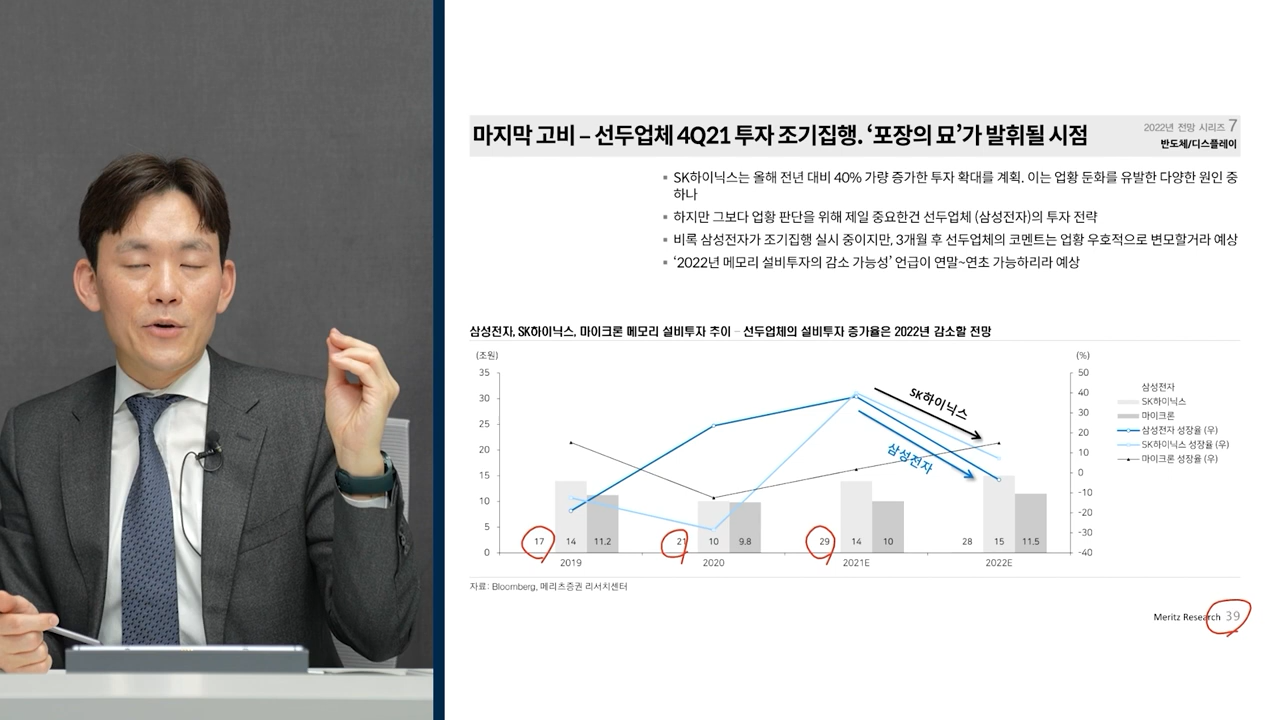 마지막 고비 – 선두업체 4Q21 투자 조기집행. ‘포장의 묘’가 발휘될 시점
2022년 전망 시리즈 7
반도체/디스플레이
▪ SK하이닉스는 올해 전년 대비 40% 가량 증가한 투자 확대를 계획. 이는 업황 둔화를 유발한 다양한 원인 중
하나
▪ 하지만 그보다 업황 판단을 위해 제일 중요한건 선두업체 (삼성전자)의 투자 전략
▪ 비록 삼성전자가 조기집행 실시 중이지만, 3개월 후 선두업체의 코멘트는 업황 우호적으로 변모할거라 예상
▪ ‘2022년 메모리 설비투자의 감소 가능성’ 언급이 연말~연초 가능하리라 예상
삼성전자, SK하이닉스, 마이크론 메모리 설비투자 추이 – 선두업체의 설비투자 증가율은 2022년 감소할 전망
(조원)
(%)
35
30
25
20
15
10
5
0
50
40
30
20
10
0
-10
-20
-30
-40
SK하이닉스
삼성전자
17 14 11.2
21 10 9.8
29 14 10
28 15 11.5
2019 2020 2021E 2022E
삼성전자
SK하이닉스
마이크론
삼성전자 성장율 (우)
SK하이닉스 성장율 (우)
마이크론 성장율 (우)
자료: Bloomberg, 메리츠증권 리서치센터
Meritz Research 39